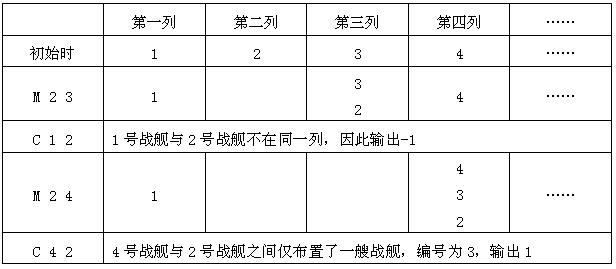 第一列 第二列 第三列 第四列 ……
初始时 1 2 3 4 ……
M 2 3 1 3 2 4 ……
C 1 2 1号战舰与2号战舰不在同一列，因此输出-1
M 2 4 1 4 3 2 ……
C 4 2 4号战舰与2号战舰之间仅布置了一艘战舰，编号为3，输出1